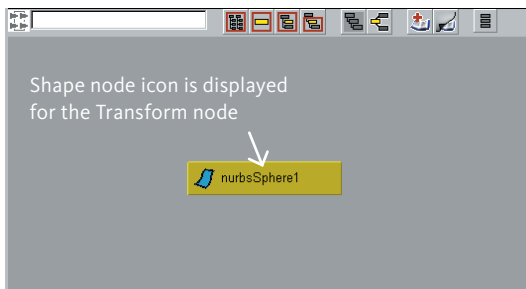 Shape node icon is displayed
for the Transform node
nurbsSphere1